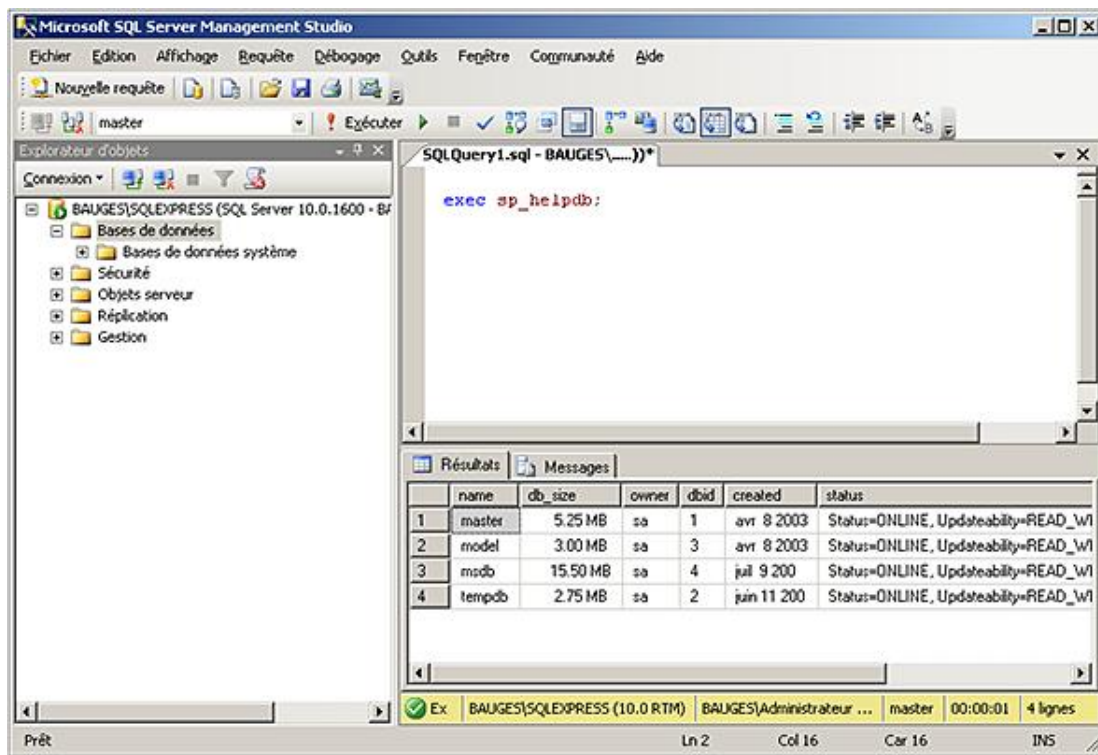 Microsoft SQL Server Management Studio
Fichier Edition Affichage Requête Débogage Outils Fenêtre Communauté Aide
Nouvelle requête
master Exécuter
Explorateur d'objets
SQLQuery1.sql - BAUGES\.....))*
Connexion
exec sp_helpdb;
BAUGES\SQLEXPRESS (SQL Server 10.0.1600 -
Bases de données
Bases de données système
Sécurité
Objets serveur
Réplication
Gestion
Résultats Messages
name db_size owner dbid created status
1 master 5.25 MB sa 1 avr 8 2003 Status=ONLINE, Updateability=READ_WI
2 model 3.00 MB sa 3 avr 8 2003 Status=ONLINE, Updateability=READ_WI
3 msdb 15.50 MB sa 4 juil 9 200 Status=ONLINE, Updateability=READ_WI
4 tempdb 2.75 MB sa 2 juin 11 200 Status=ONLINE, Updateability=READ_WI
Ex BAUGES\SQLEXPRESS (10.0 RTM) BAUGES\Administrateur ... master 00:00:01 4 lignes
Prêt Ln 2 Col 16 Car 16 INS